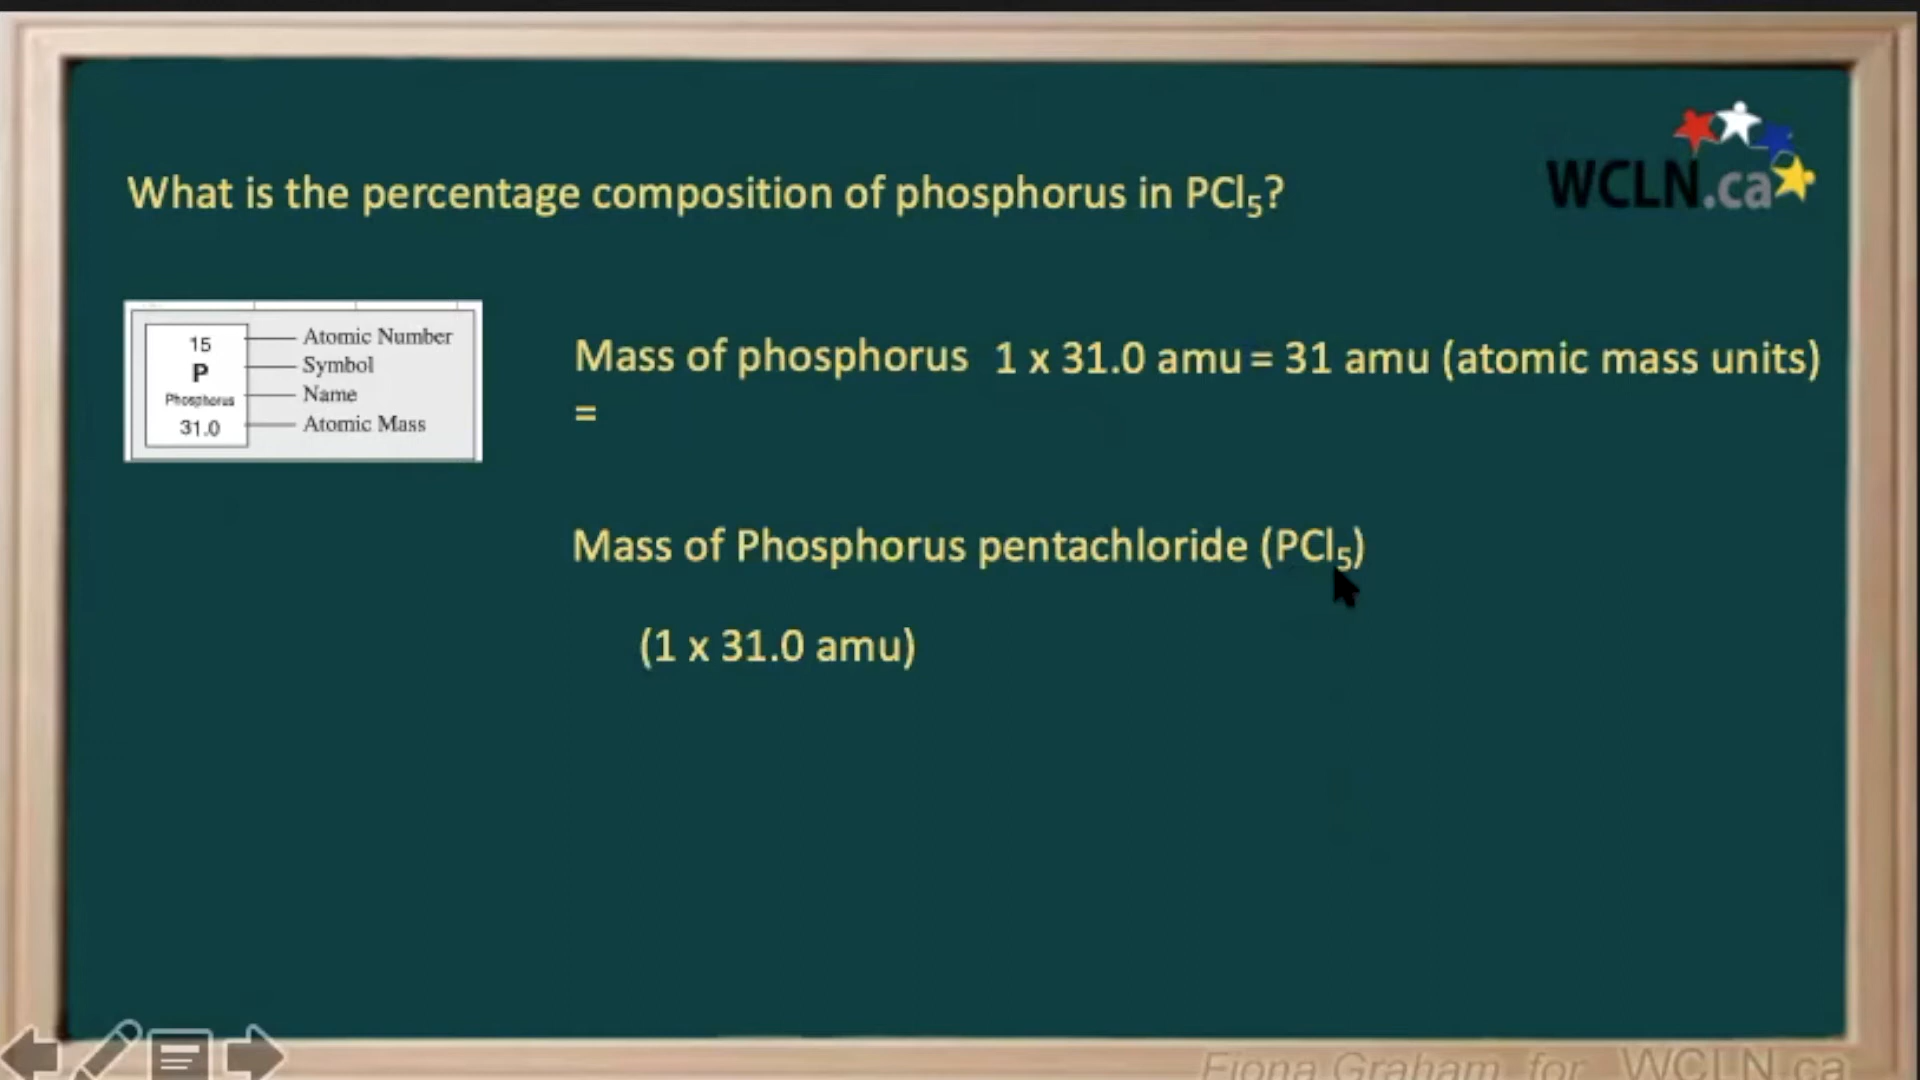 What is the percentage composition of phosphorus in PCl₅?
WCLN.ca
15
P
Phosphorus
31.0
Atomic Number
Symbol
Name
Atomic Mass
Mass of phosphorus 1 x 31.0 amu = 31 amu (atomic mass units)
=
Mass of Phosphorus pentachloride (PCl₅)
(1 x 31.0 amu)
Fiona Graham for WCLN.ca